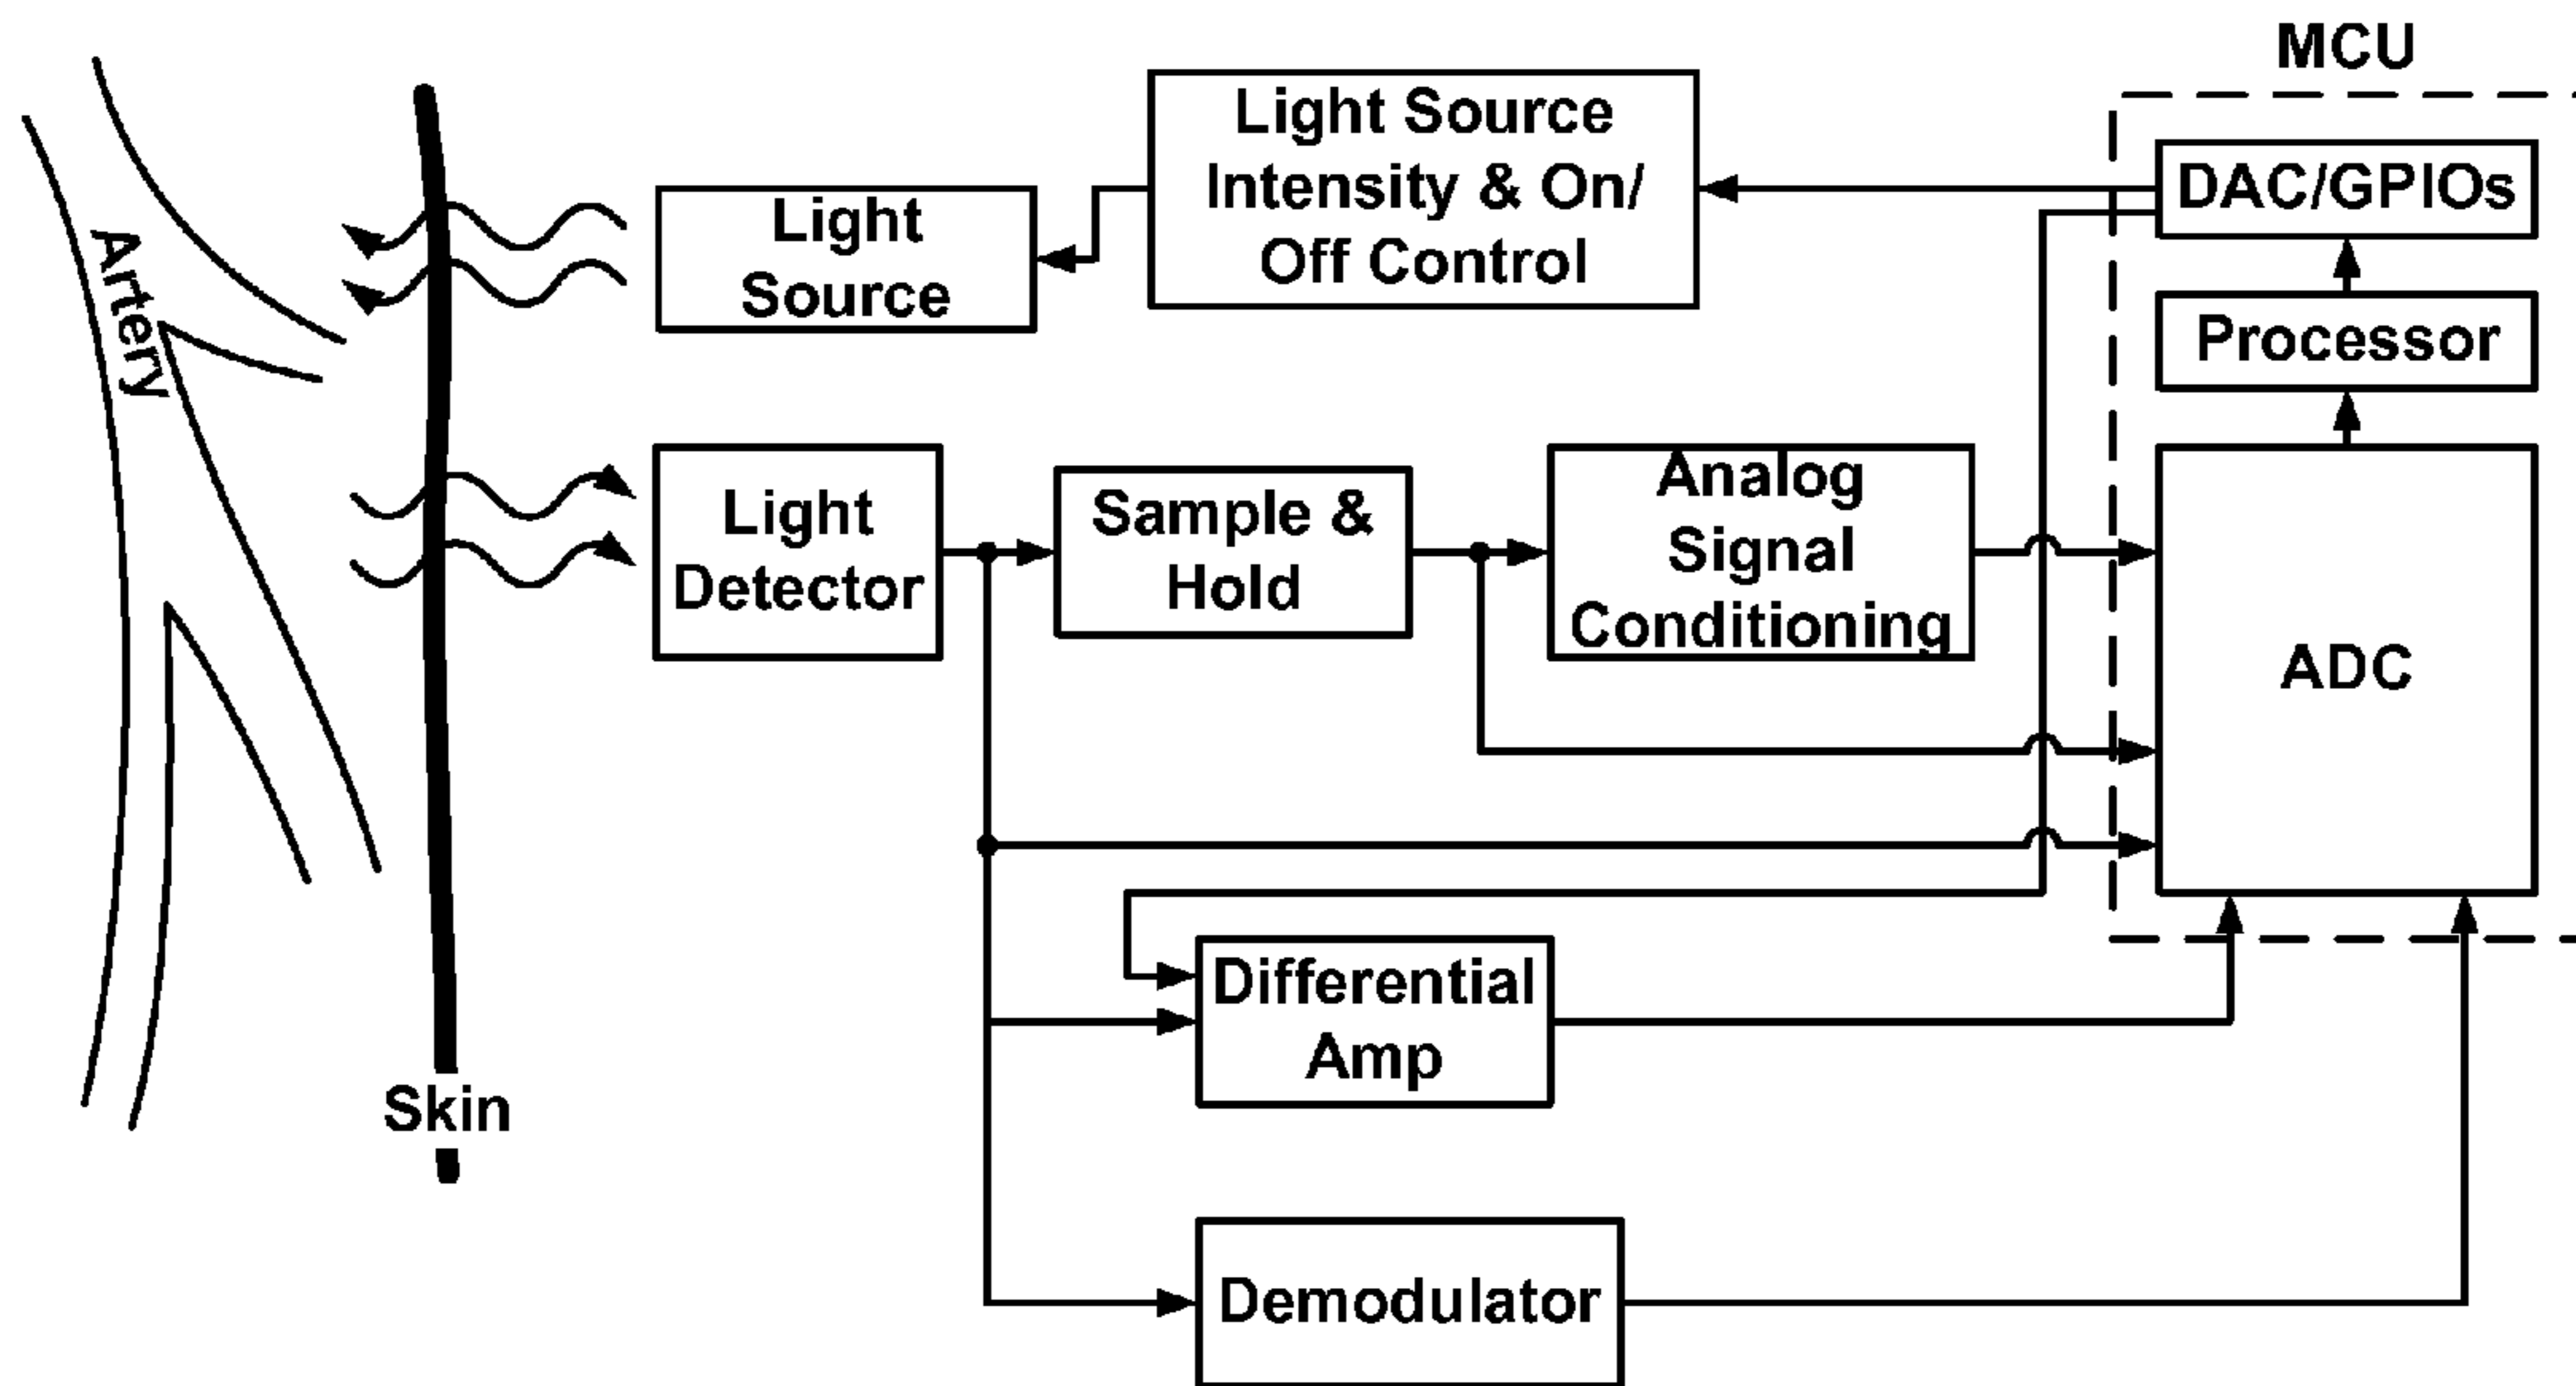 MCU
Light Source
Intensity & On/
Off Control
DAC/GPIOs
Light
Source
Artery
Processor
Light
Detector
Sample &
Hold
Analog
Signal
Conditioning
ADC
Differential
Amp
Skin
Demodulator